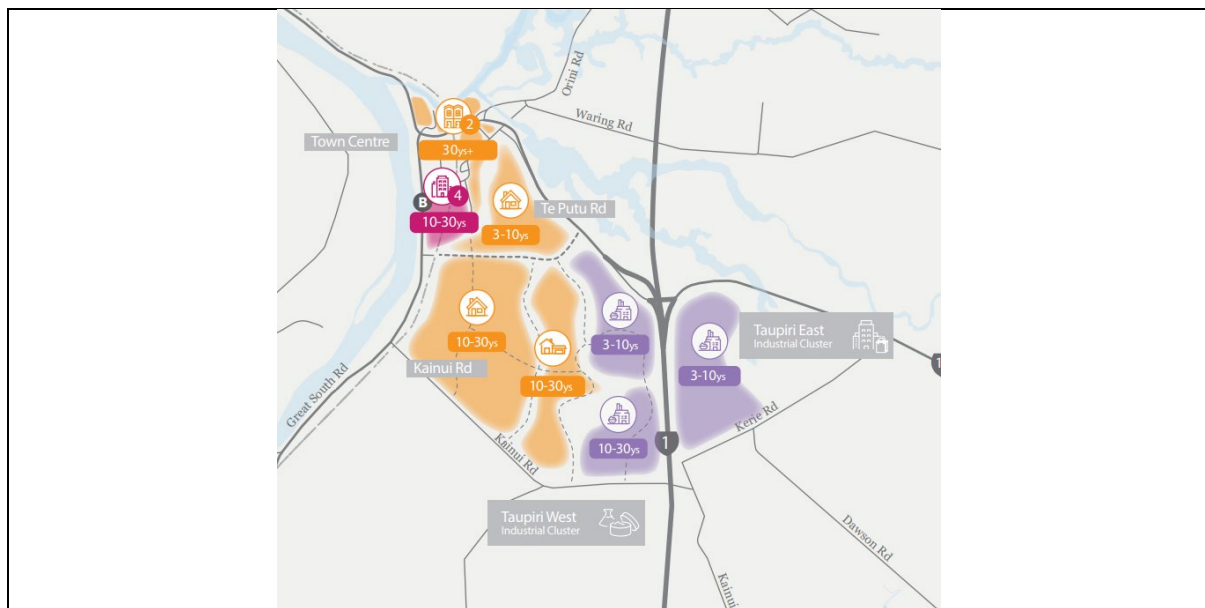 Orini Rd
Waring Rd
Town Centre
2
30ys+
4
B
10-30ys
Te Putu Rd
3-10ys
Taupiri East
Industrial Cluster
10-30ys
3-10ys
3-10ys
1
Kainui Rd
10-30ys
Great South Rd
Kerie Rd
10-30ys
1
Kainui Rd
Taupiri West
Industrial Cluster
Dawson Rd
Kainui